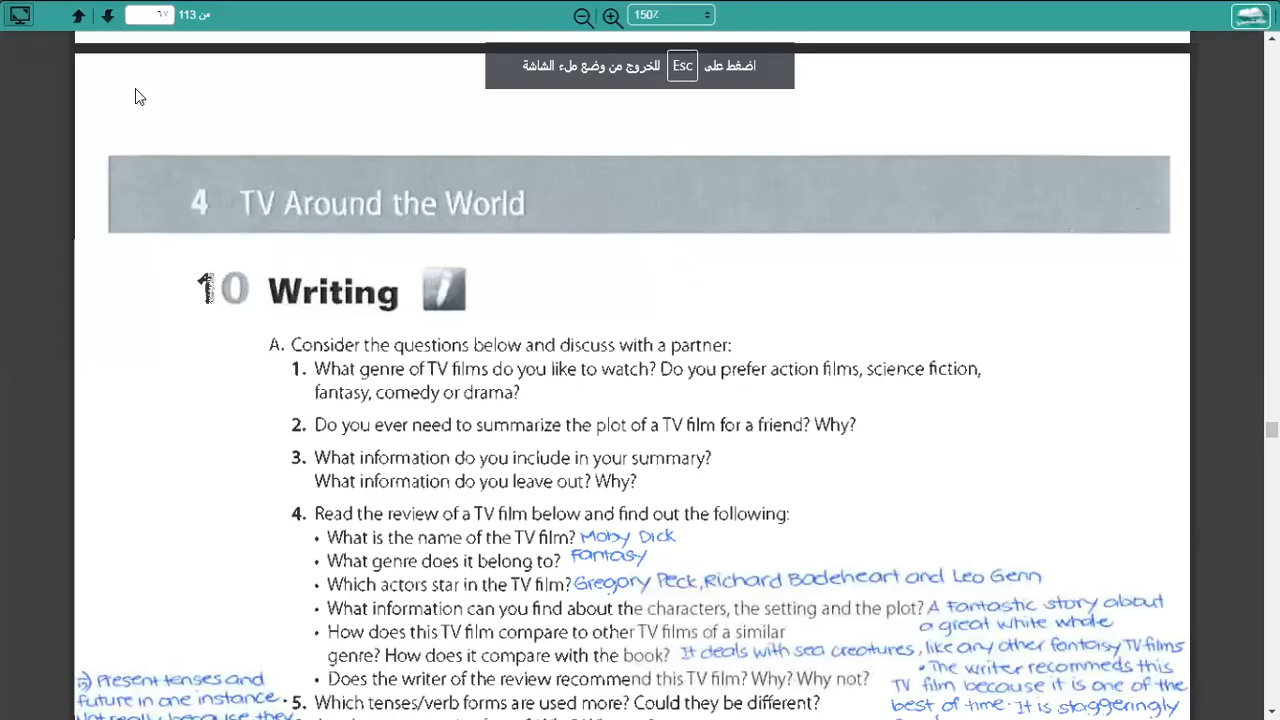 من 113 ٦٧ 150٪
اضغط على Esc للخروج من وضع ملء الشاشة
4 TV Around the World
10 Writing
A. Consider the questions below and discuss with a partner:
1. What genre of TV films do you like to watch? Do you prefer action films, science fiction,
fantasy, comedy or drama?
2. Do you ever need to summarize the plot of a TV film for a friend? Why?
3. What information do you include in your summary?
What information do you leave out? Why?
4. Read the review of a TV film below and find out the following:
• What is the name of the TV film? Moby Dick
• What genre does it belong to? Fantasy
• Which actors star in the TV film? Gregory Peck, Richard Badeheart and Leo Genn
• What information can you find about the characters, the setting and the plot? A Fantastic story about
a great white whale
• How does this TV film compare to other TV films of a similar
genre? How does it compare with the book? It deals with sea creatures, like any other fantasy TV films
• Does the writer of the review recommend this TV film? Why? Why not?
• The writer recommeds this
TV film because it is one of the
best of time. It is staggeringly
5) Present tenses and
future in one instance.
Not really because they
5. Which tenses/verb forms are used more? Could they be different?